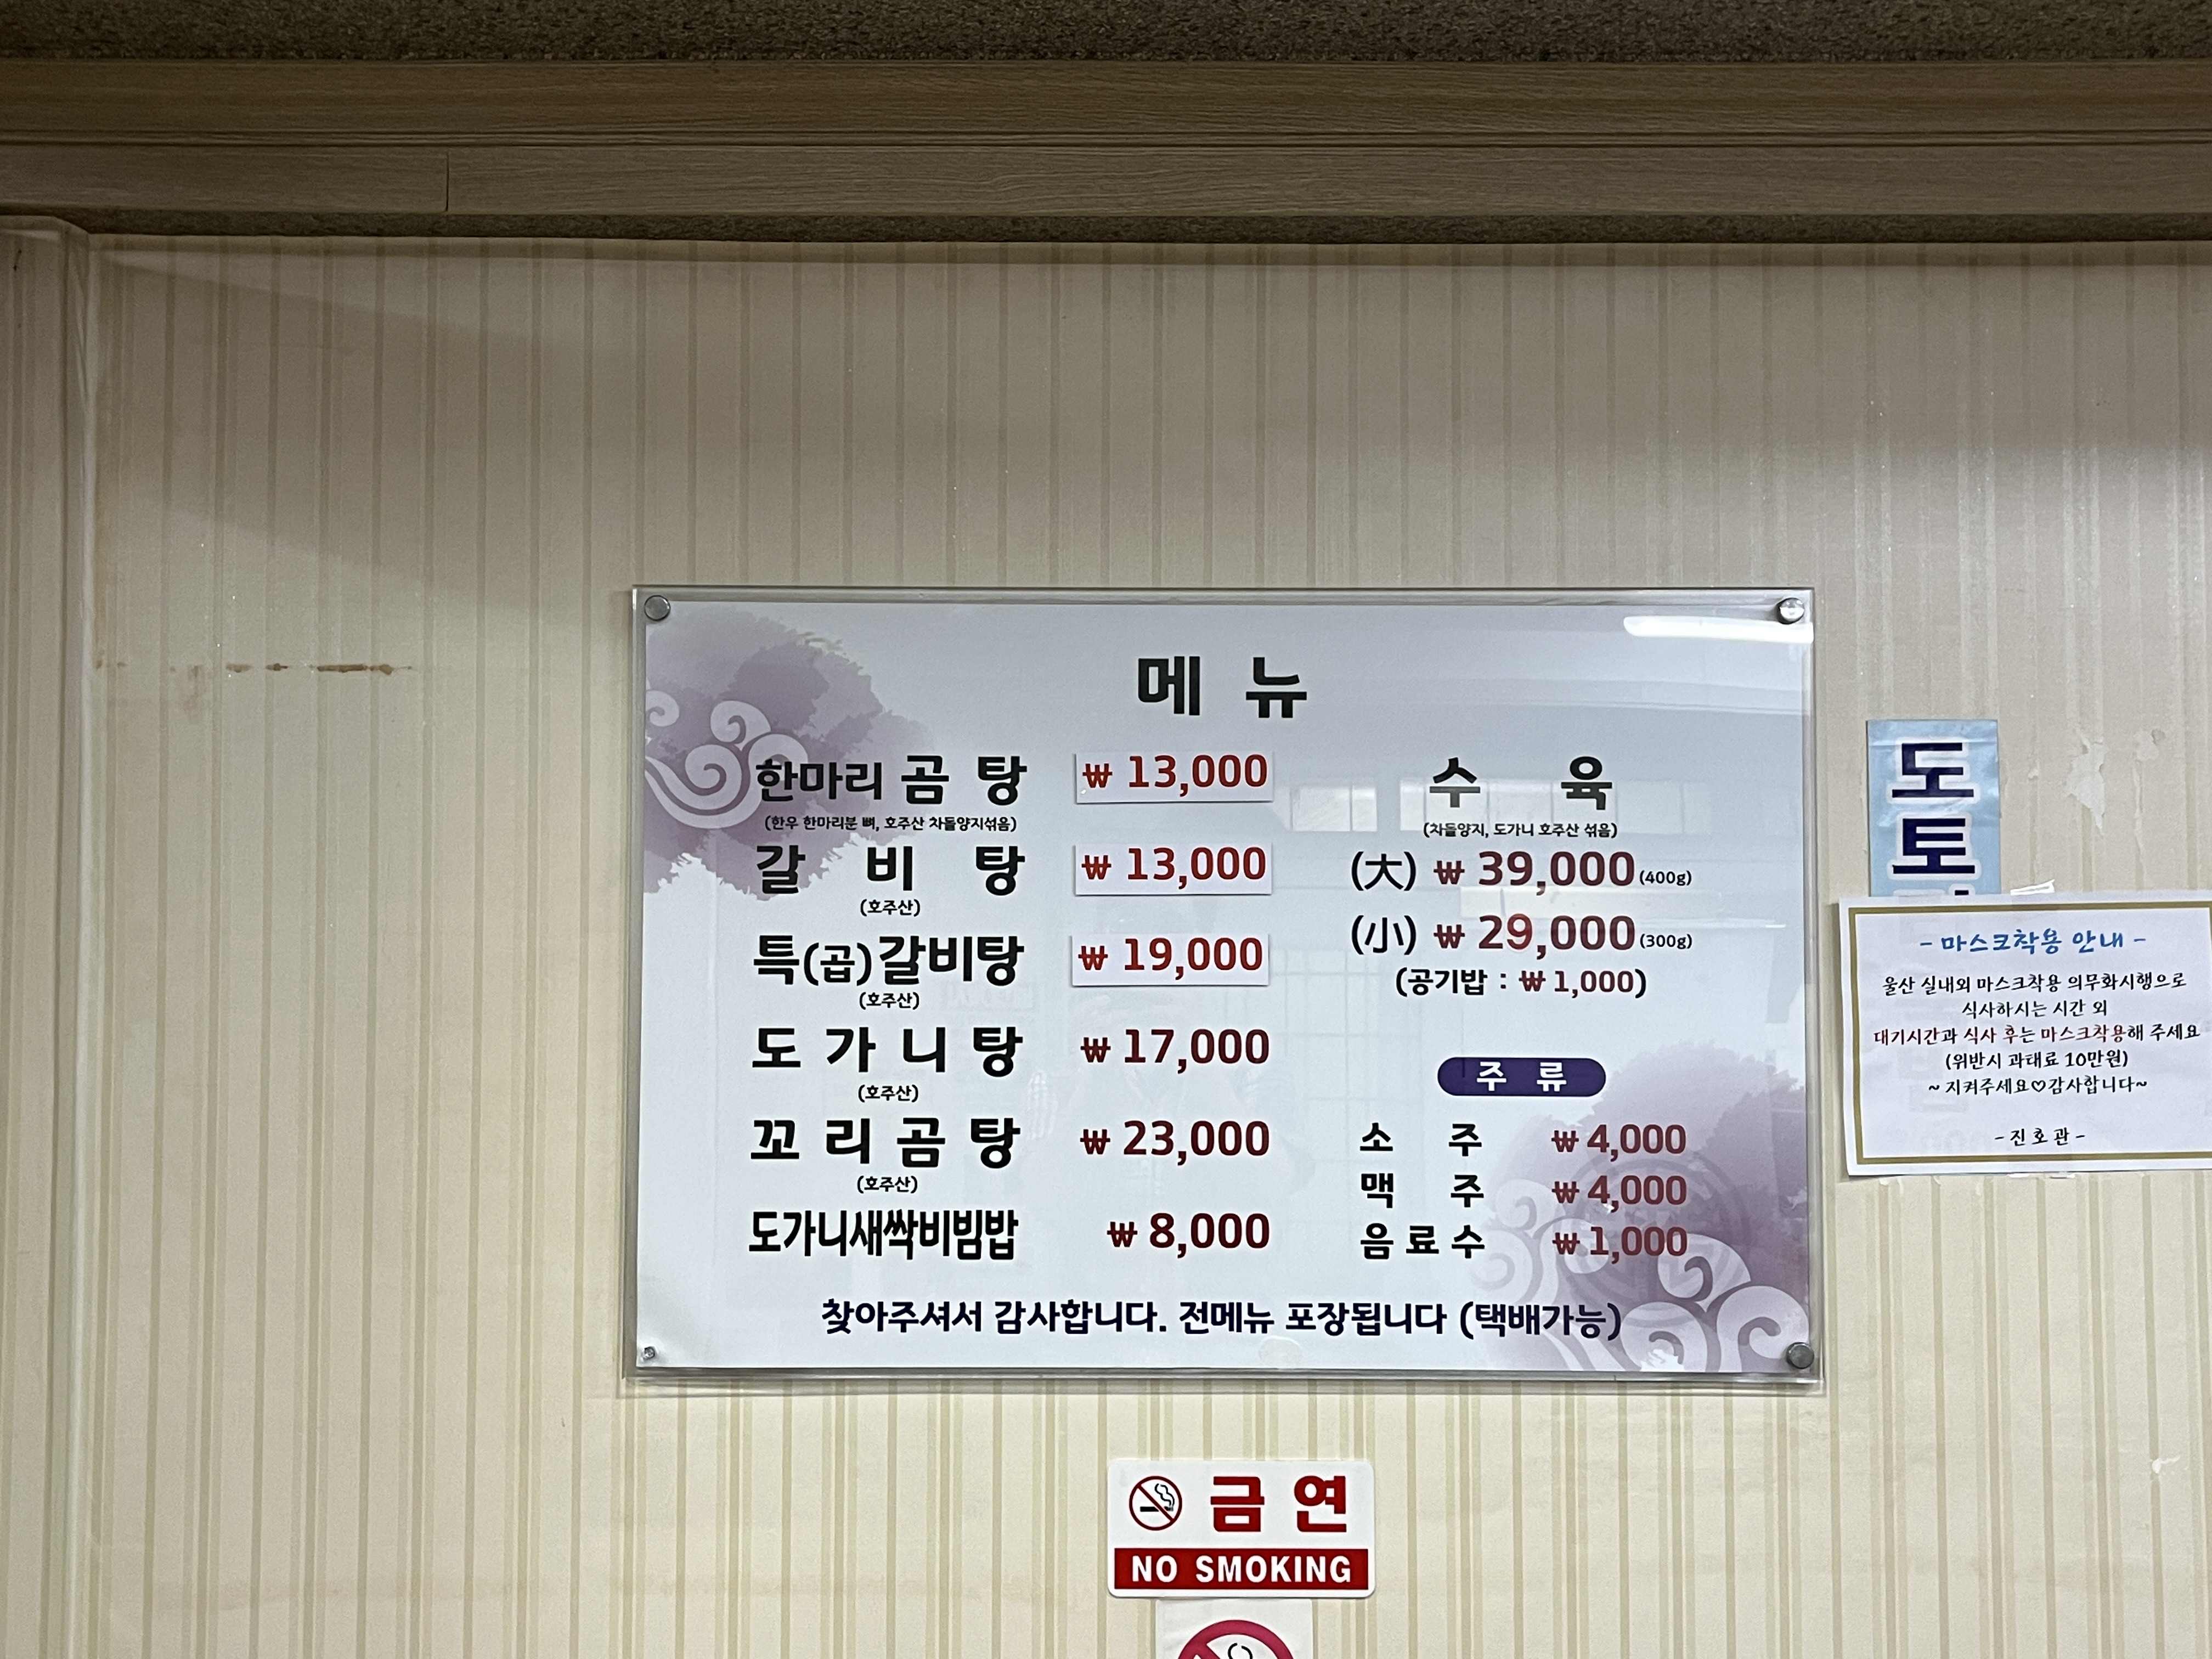 메 뉴
한마리 곰 탕 ₩ 13,000
(한우 한마리분 뼈, 호주산 차돌양지섞음)
갈 비 탕 ₩ 13,000
(호주산)
특(곱)갈비탕 ₩ 19,000
(호주산)
도 가 니 탕 ₩ 17,000
(호주산)
꼬 리 곰 탕 ₩ 23,000
(호주산)
도가니새싹비빔밥 ₩ 8,000
수 육
(차돌양지, 도가니 호주산 섞음)
(大) ₩ 39,000 (400g)
(小) ₩ 29,000 (300g)
(공기밥 : ₩ 1,000)
주 류
소 주 ₩ 4,000
맥 주 ₩ 4,000
음 료 수 ₩ 1,000
찾아주셔서 감사합니다. 전메뉴 포장됩니다 (택배가능)
도
토
- 마스크착용 안내 -
울산 실내외 마스크착용 의무화시행으로
식사하시는 시간 외
대기시간과 식사 후는 마스크착용해 주세요
(위반시 과태료 10만원)
~ 지켜주세요♡감사합니다~
- 진 호 관 -
금 연
NO SMOKING